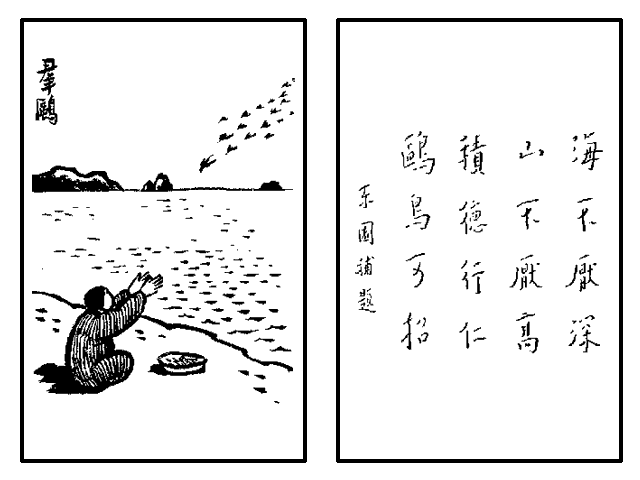 羣鷗
海不厭深
山不厭高
積德行仁
鷗鳥可招
東園補題